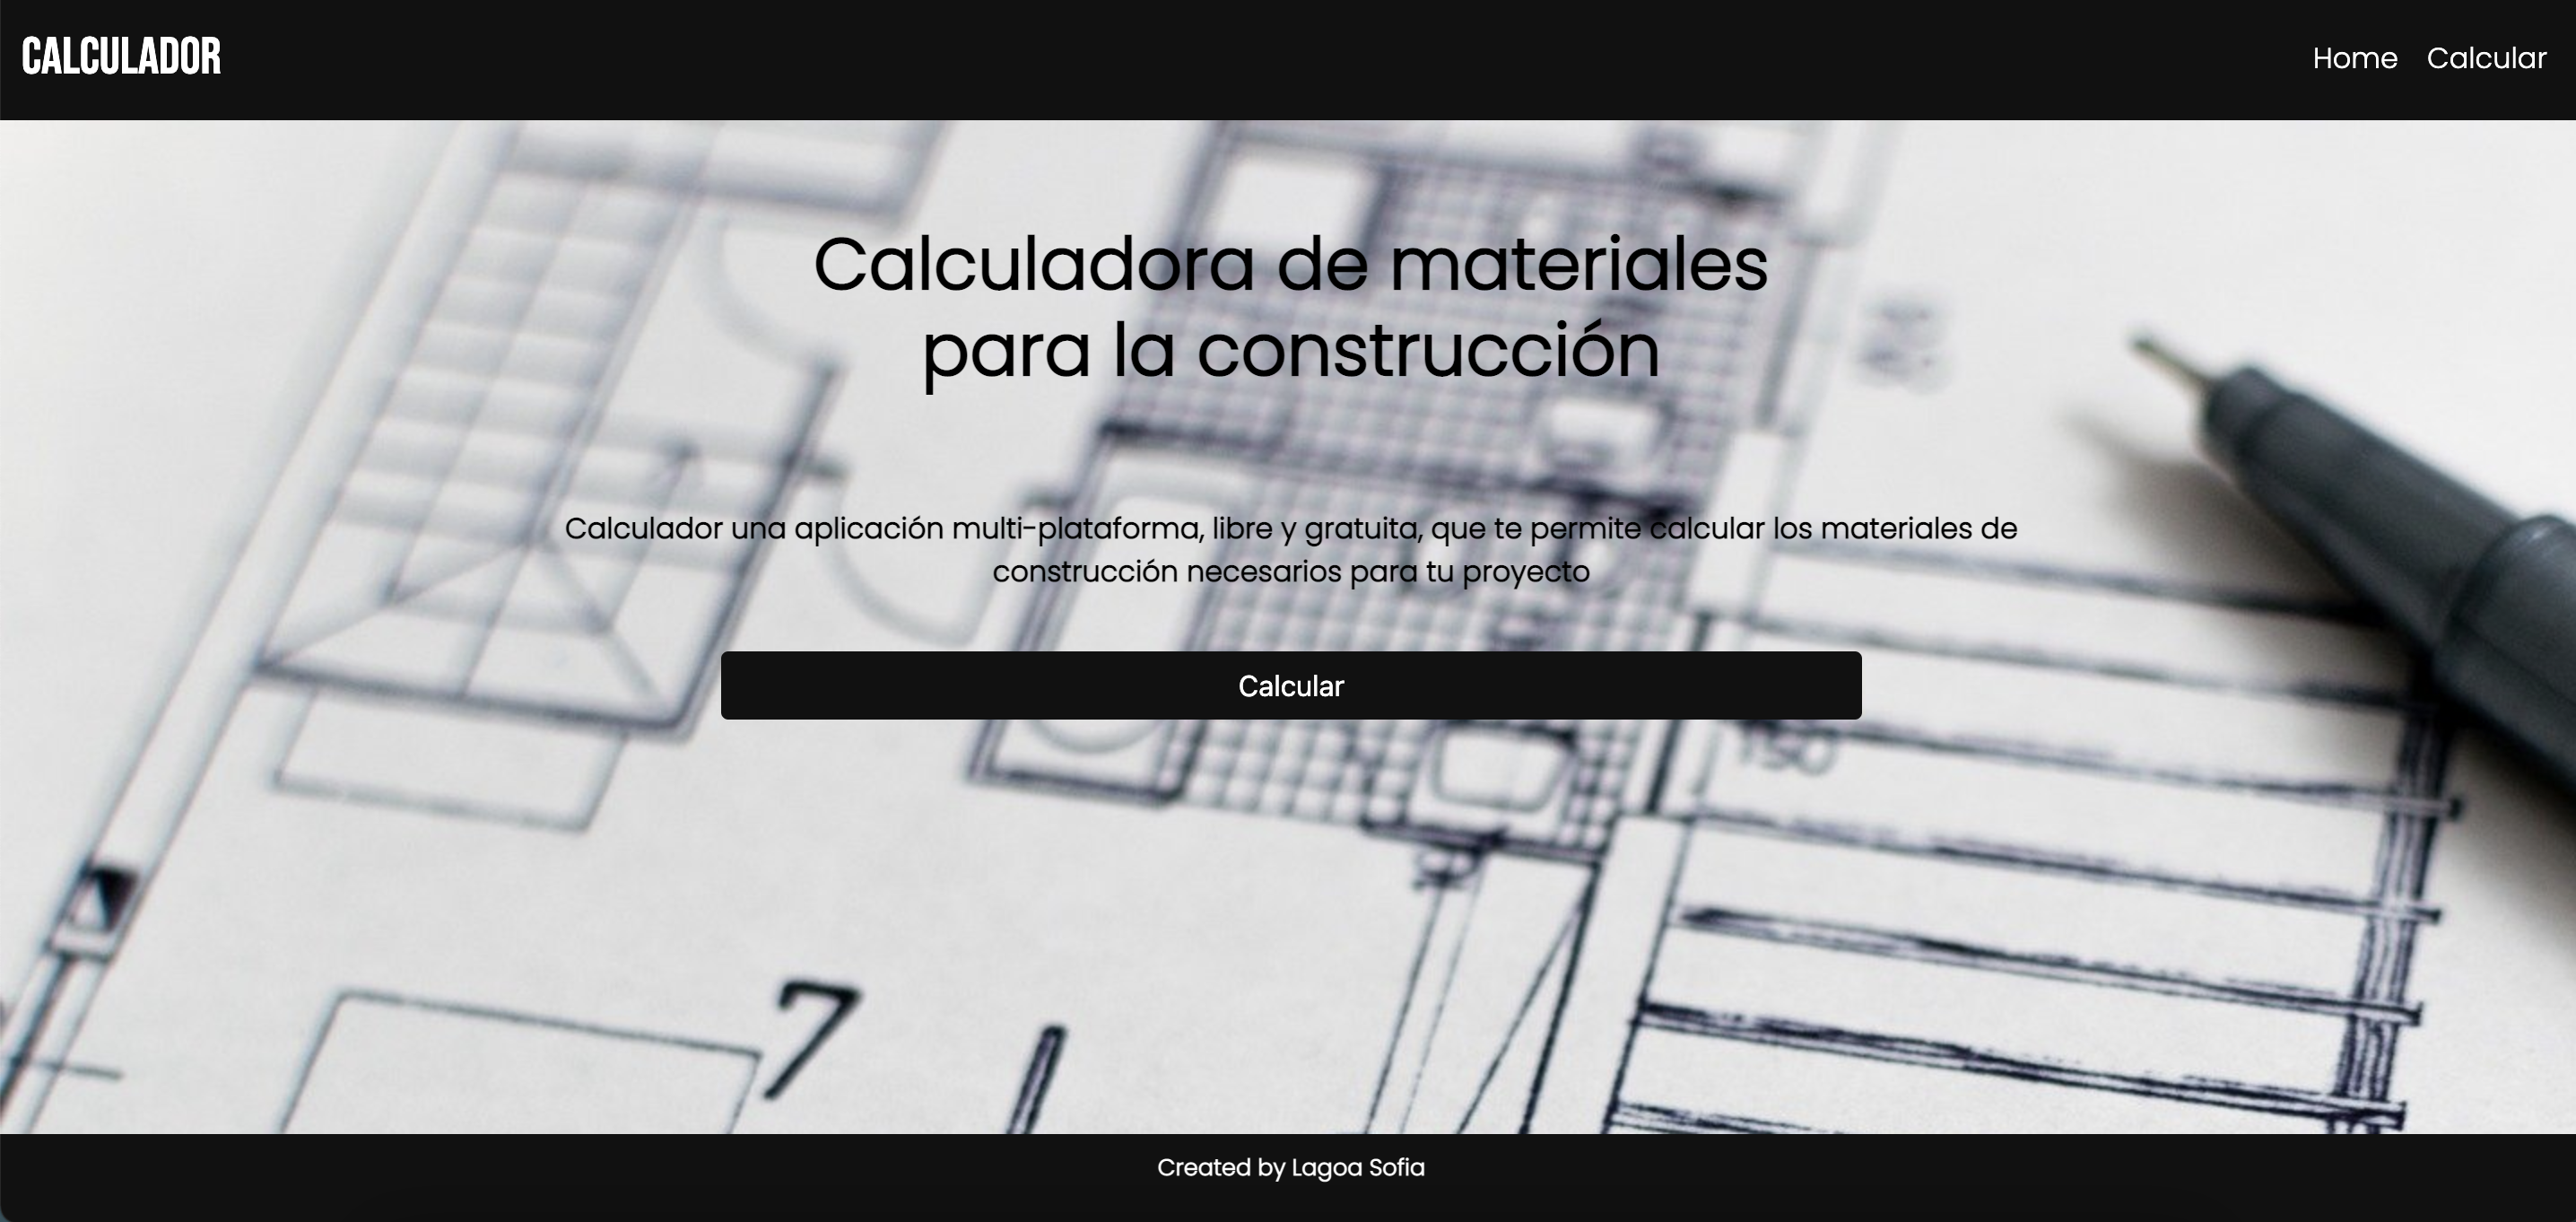 CALCULADOR
Home Calcular
Calculadora de materiales
para la construcción
Calculador una aplicación multi-plataforma, libre y gratuita, que te permite calcular los materiales de
construcción necesarios para tu proyecto
Calcular
150
7
Created by Lagoa Sofia